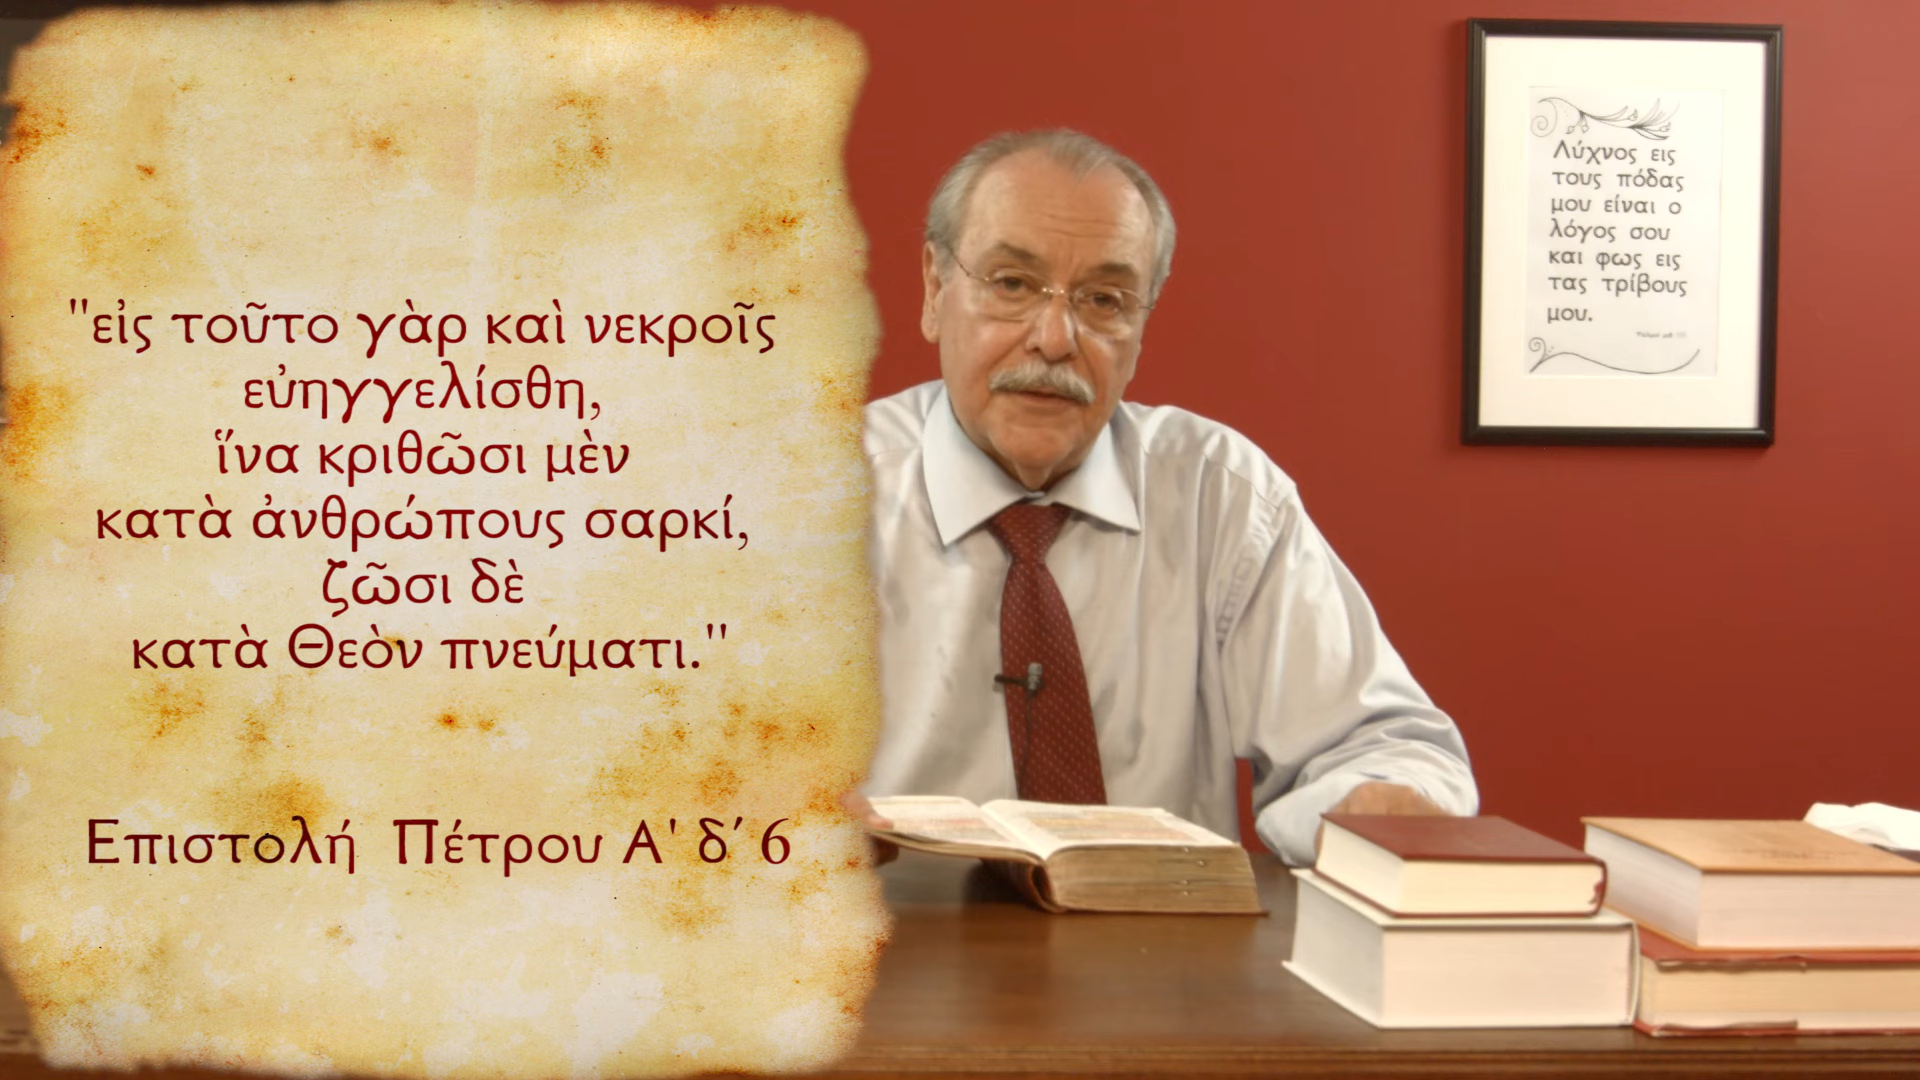 "εἰς τοῦτο γὰρ καὶ νεκροῖς
εὐηγγελίσθη,
ἵνα κριθῶσι μὲν
κατὰ ἀνθρώπους σαρκί,
ζῶσι δὲ
κατὰ Θεὸν πνεύματι."
Επιστολή Πέτρου Α' δ΄ 6
Λύχνος εις
τους πόδας
μου είναι ο
λόγος σου
και φως εις
τας τρίβους
μου.